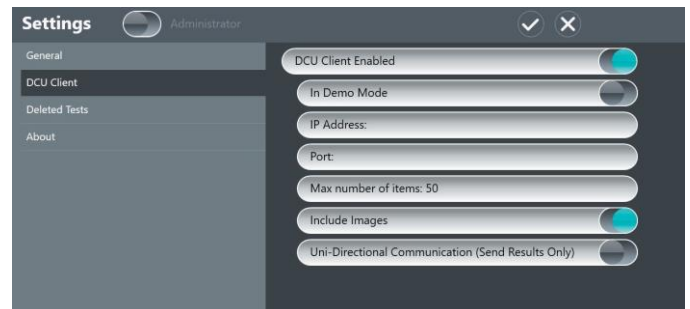 Settings
Administrator
General
DCU Client
Deleted Tests
About
DCU Client Enabled
In Demo Mode
IP Address:
Port:
Max number of items: 50
Include Images
Uni-Directional Communication (Send Results Only)